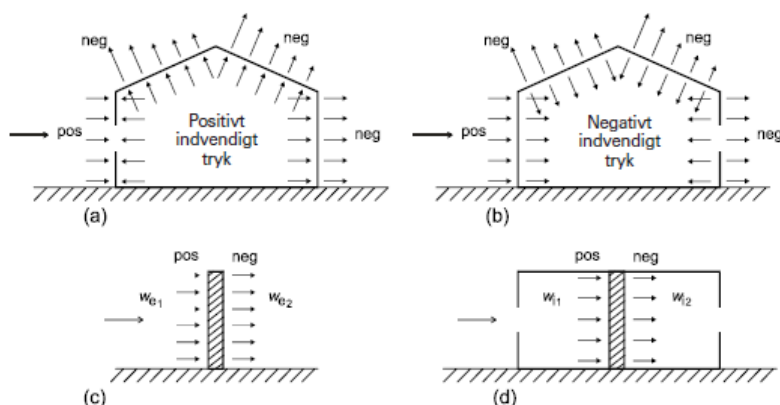 neg
neg
pos
Positivt
indvendigt
tryk
neg
(a)
neg
neg
pos
Negativt
indvendigt
tryk
neg
(b)
pos
neg
we1
we2
(c)
pos
neg
wi1
wi2
(d)